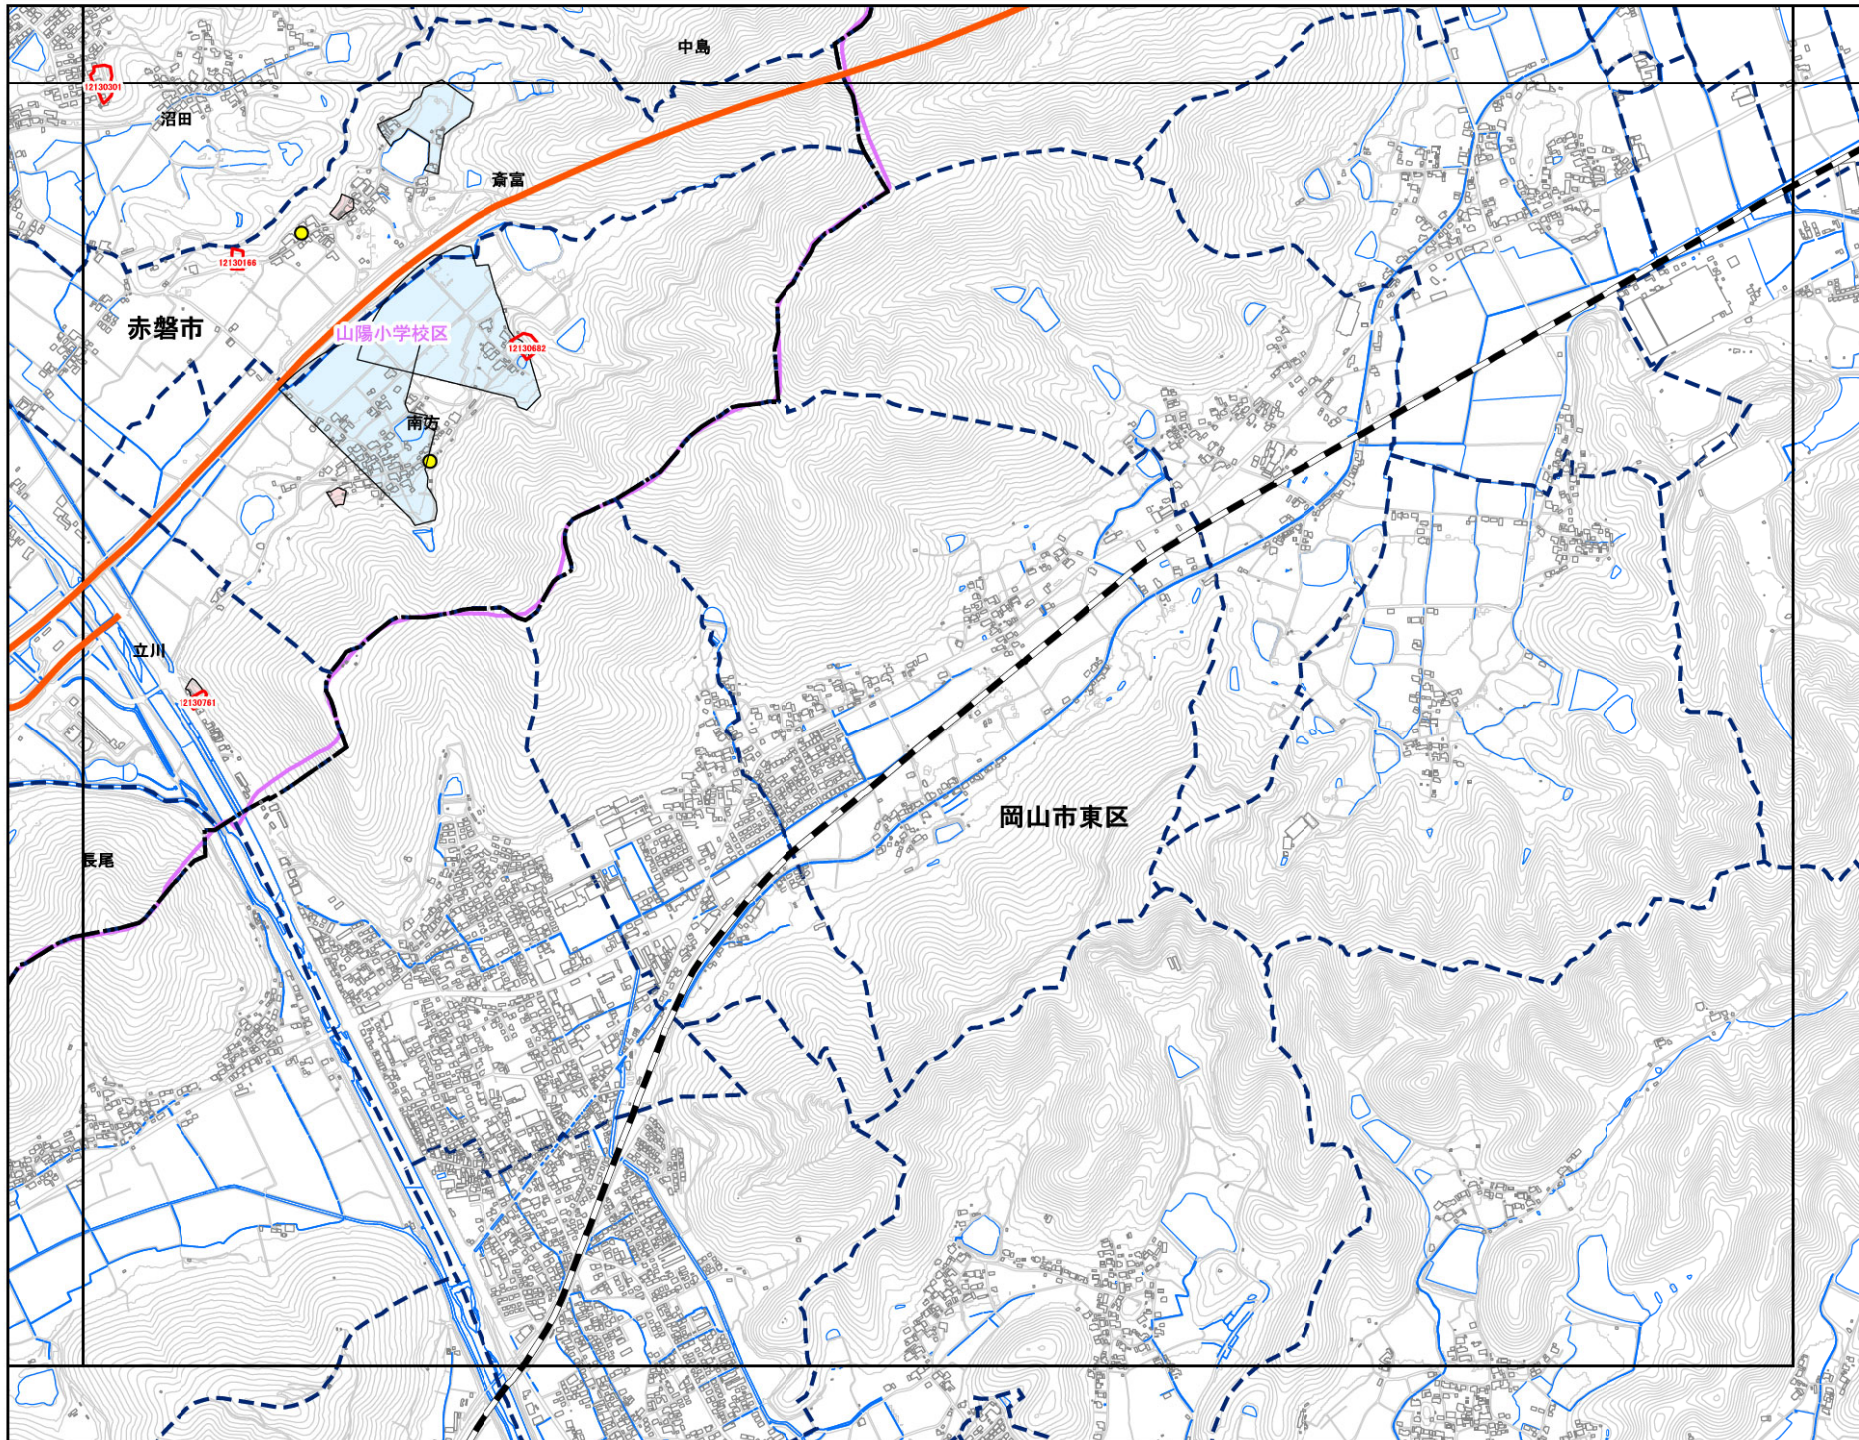 中島
12130301
沼田
斎富
12130166
赤磐市
山陽小学校区
12130682
南方
立川
12130761
岡山市東区
長尾